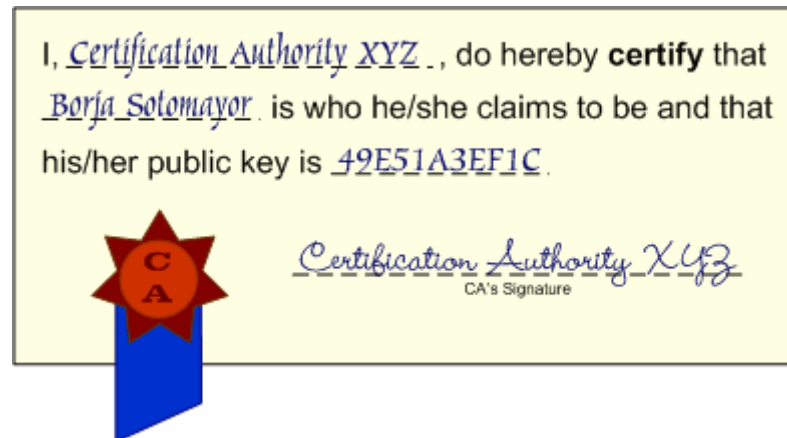 I, Certification Authority XYZ, do hereby certify that
Borja Sotomayor is who he/she claims to be and that
his/her public key is 49E51A3EF1C.
Certification Authority XYZ
CA's Signature
C
A